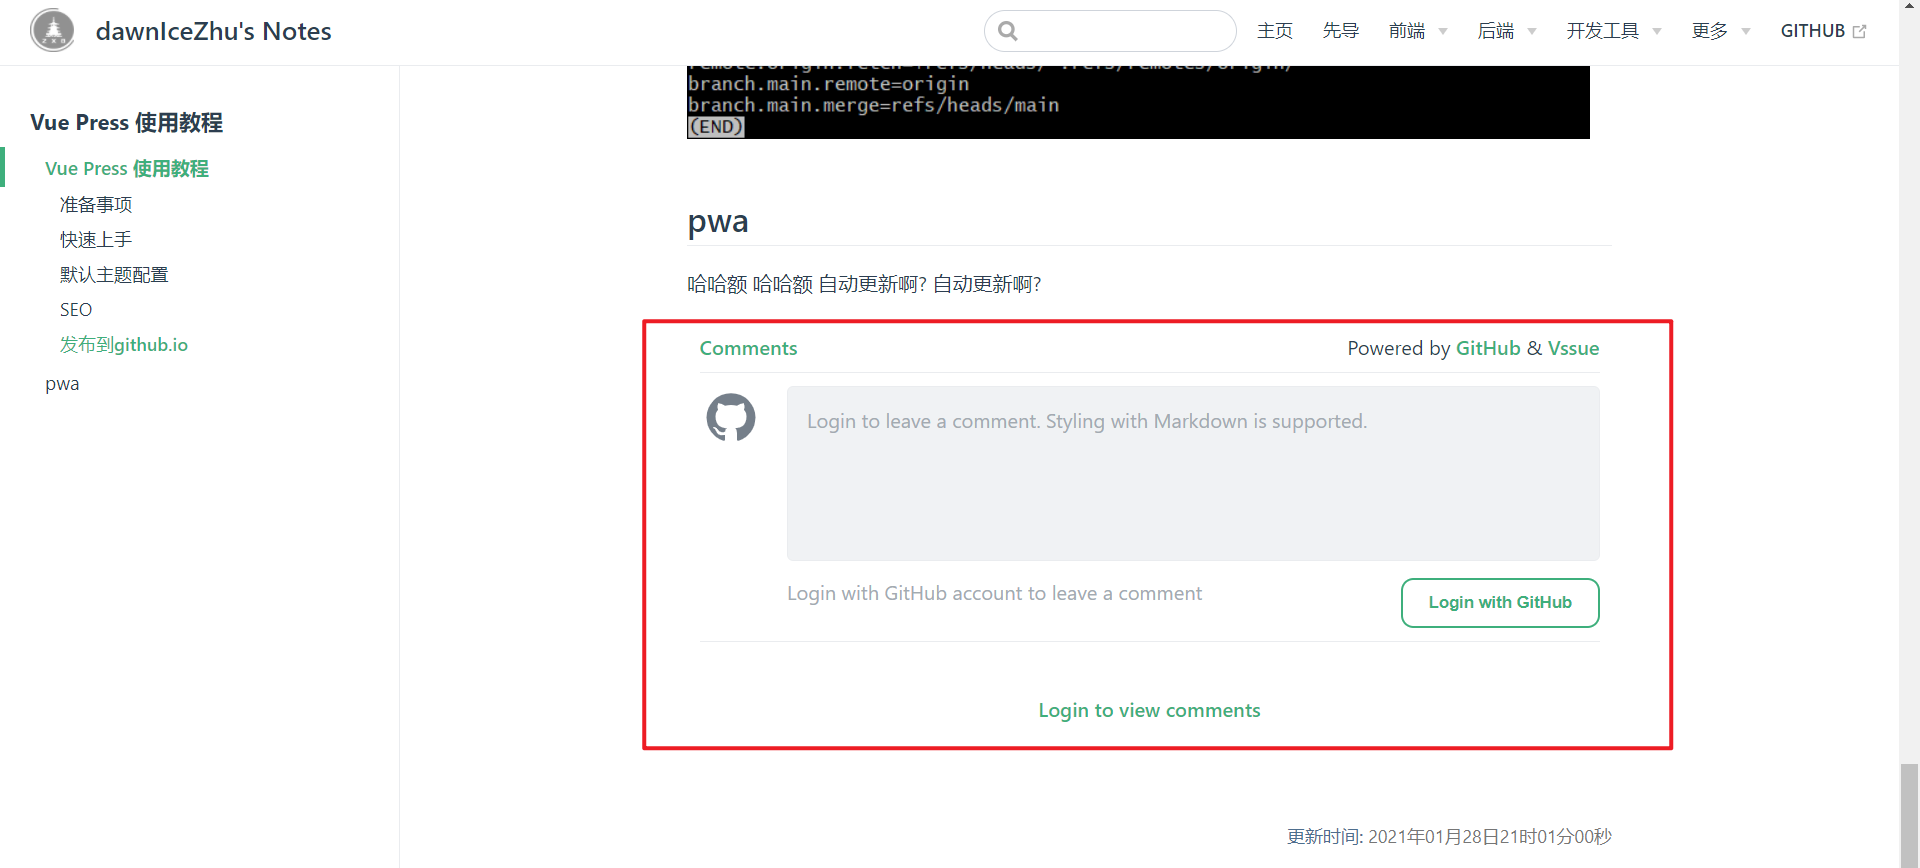 dawnIceZhu's Notes
主页 先导 前端 后端 开发工具 更多 GITHUB
Vue Press 使用教程
Vue Press 使用教程
准备事项
快速上手
默认主题配置
SEO
发布到github.io
pwa
branch.main.remote=origin
branch.main.merge=refs/heads/main
(END)
pwa
哈哈额 哈哈额 自动更新啊? 自动更新啊?
Comments
Powered by GitHub & Vssue
Login to leave a comment. Styling with Markdown is supported.
Login with GitHub account to leave a comment
Login with GitHub
Login to view comments
更新时间: 2021年01月28日21时01分00秒